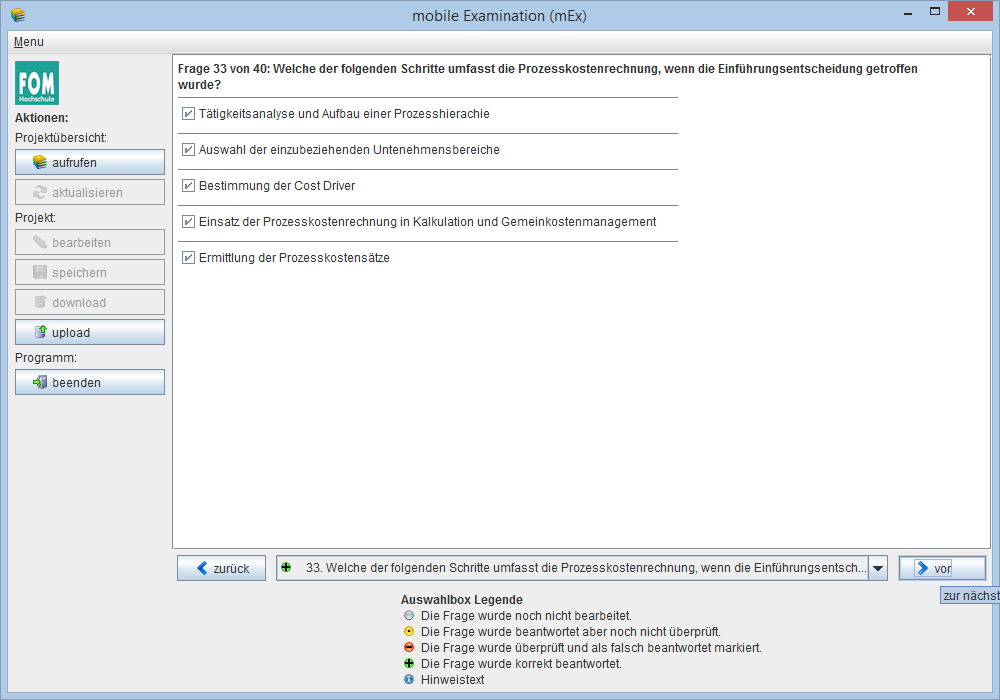 mobile Examination (mEx)
Menu
FOM
Hochschule
Aktionen:
Projektübersicht:
aufrufen
aktualisieren
Projekt:
bearbeiten
speichern
download
upload
Programm:
beenden
Frage 33 von 40: Welche der folgenden Schritte umfasst die Prozesskostenrechnung, wenn die Einführungsentscheidung getroffen
wurde?
Tätigkeitsanalyse und Aufbau einer Prozesshierachie
Auswahl der einzubeziehenden Untenehmensbereiche
Bestimmung der Cost Driver
Einsatz der Prozesskostenrechnung in Kalkulation und Gemeinkostenmanagement
Ermittlung der Prozesskostensätze
zurück
33. Welche der folgenden Schritte umfasst die Prozesskostenrechnung, wenn die Einführungsentsch...
vor
zur nächst
Auswahlbox Legende
Die Frage wurde noch nicht bearbeitet.
Die Frage wurde beantwortet aber noch nicht überprüft.
Die Frage wurde überprüft und als falsch beantwortet markiert.
Die Frage wurde korrekt beantwortet.
Hinweistext